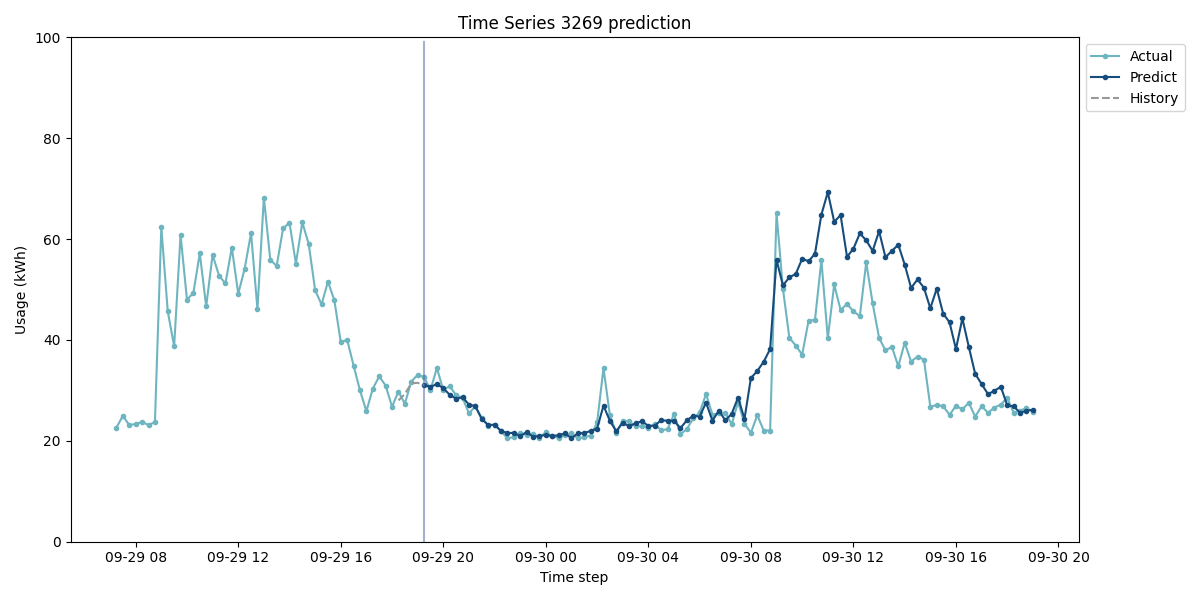 Time Series 3269 prediction
100
80
60
40
20
0
Usage (kWh)
09-29 08
09-29 12
09-29 16
09-29 20
09-30 00
09-30 04
09-30 08
09-30 12
09-30 16
09-30 20
Time step
Actual
Predict
History